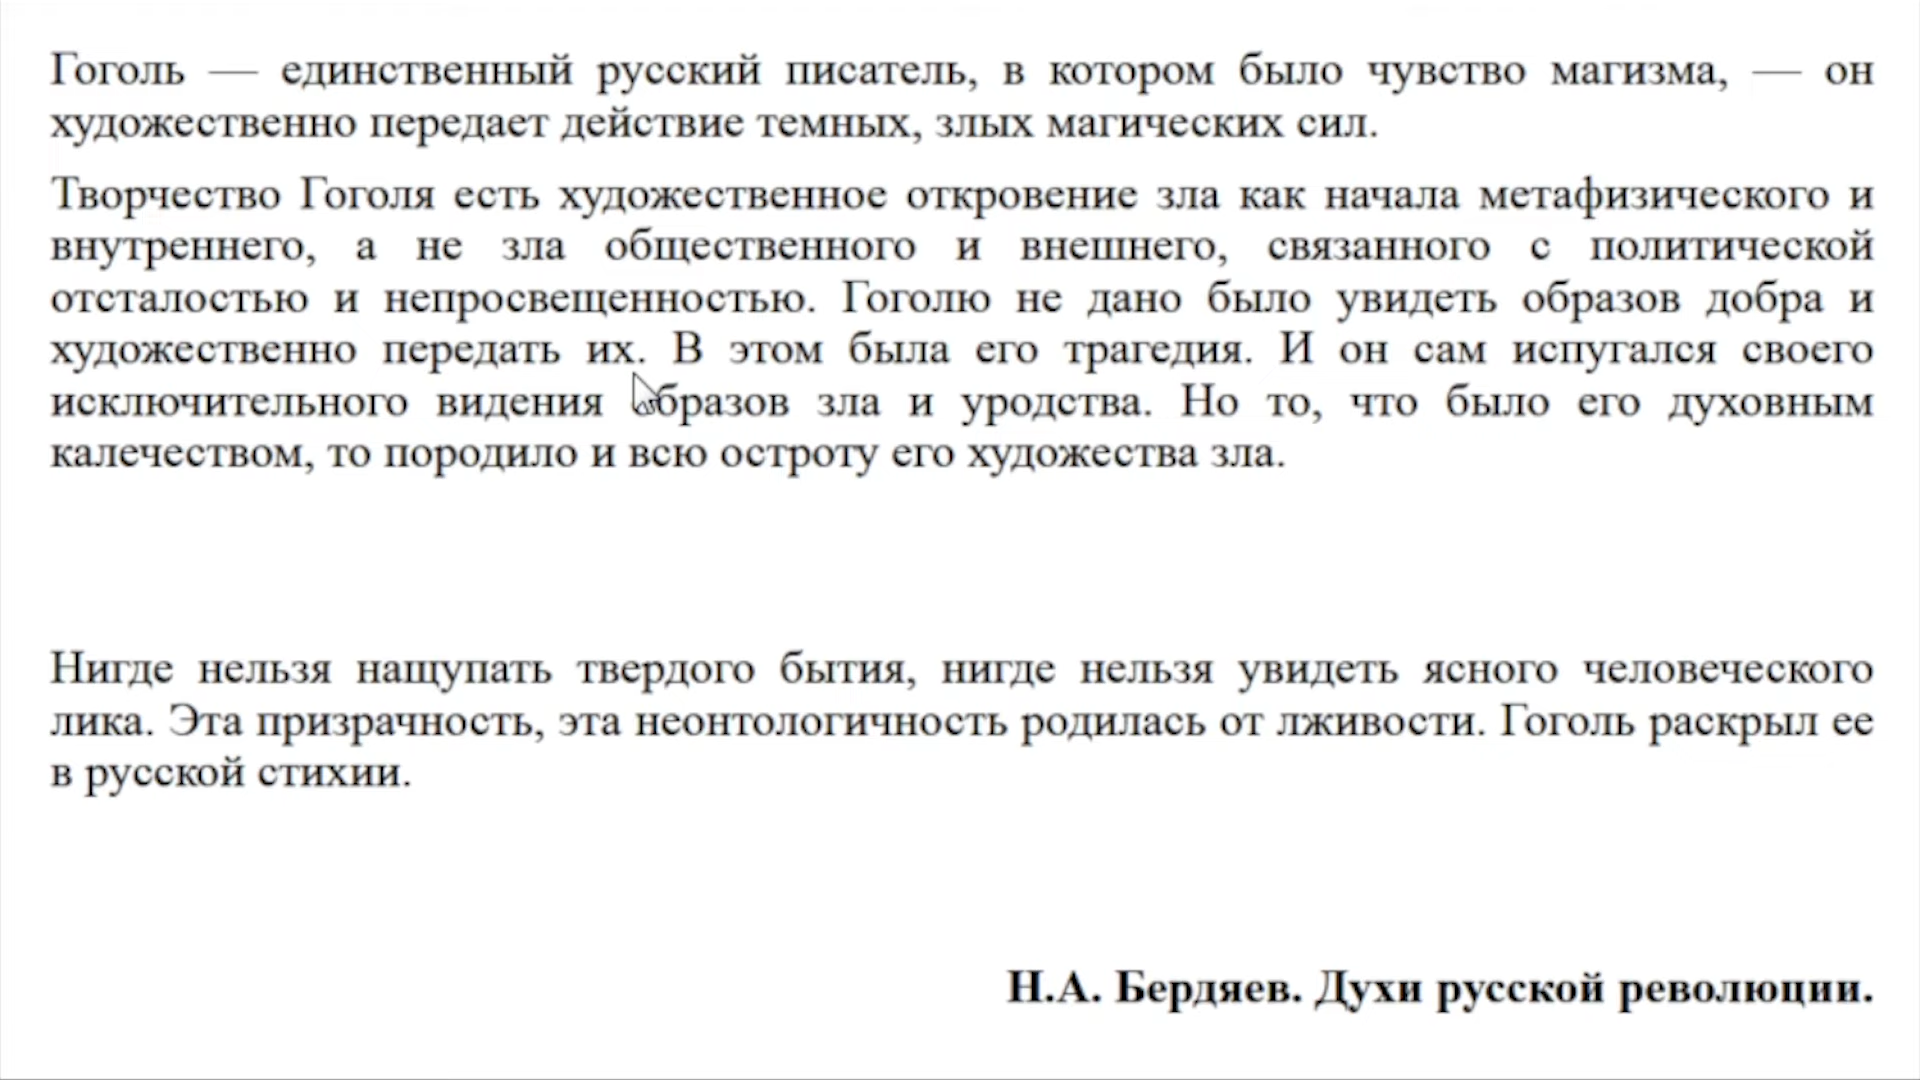 Гоголь — единственный русский писатель, в котором было чувство магизма, — он
художественно передает действие темных, злых магических сил.
Творчество Гоголя есть художественное откровение зла как начала метафизического и
внутреннего, а не зла общественного и внешнего, связанного с политической
отсталостью и непросвещенностью. Гоголю не дано было увидеть образов добра и
художественно передать их. В этом была его трагедия. И он сам испугался своего
исключительного видения образов зла и уродства. Но то, что было его духовным
калечеством, то породило и всю остроту его художества зла.
Нигде нельзя нащупать твердого бытия, нигде нельзя увидеть ясного человеческого
лика. Эта призрачность, эта неонтологичность родилась от лживости. Гоголь раскрыл ее
в русской стихии.
Н.А. Бердяев. Духи русской революции.